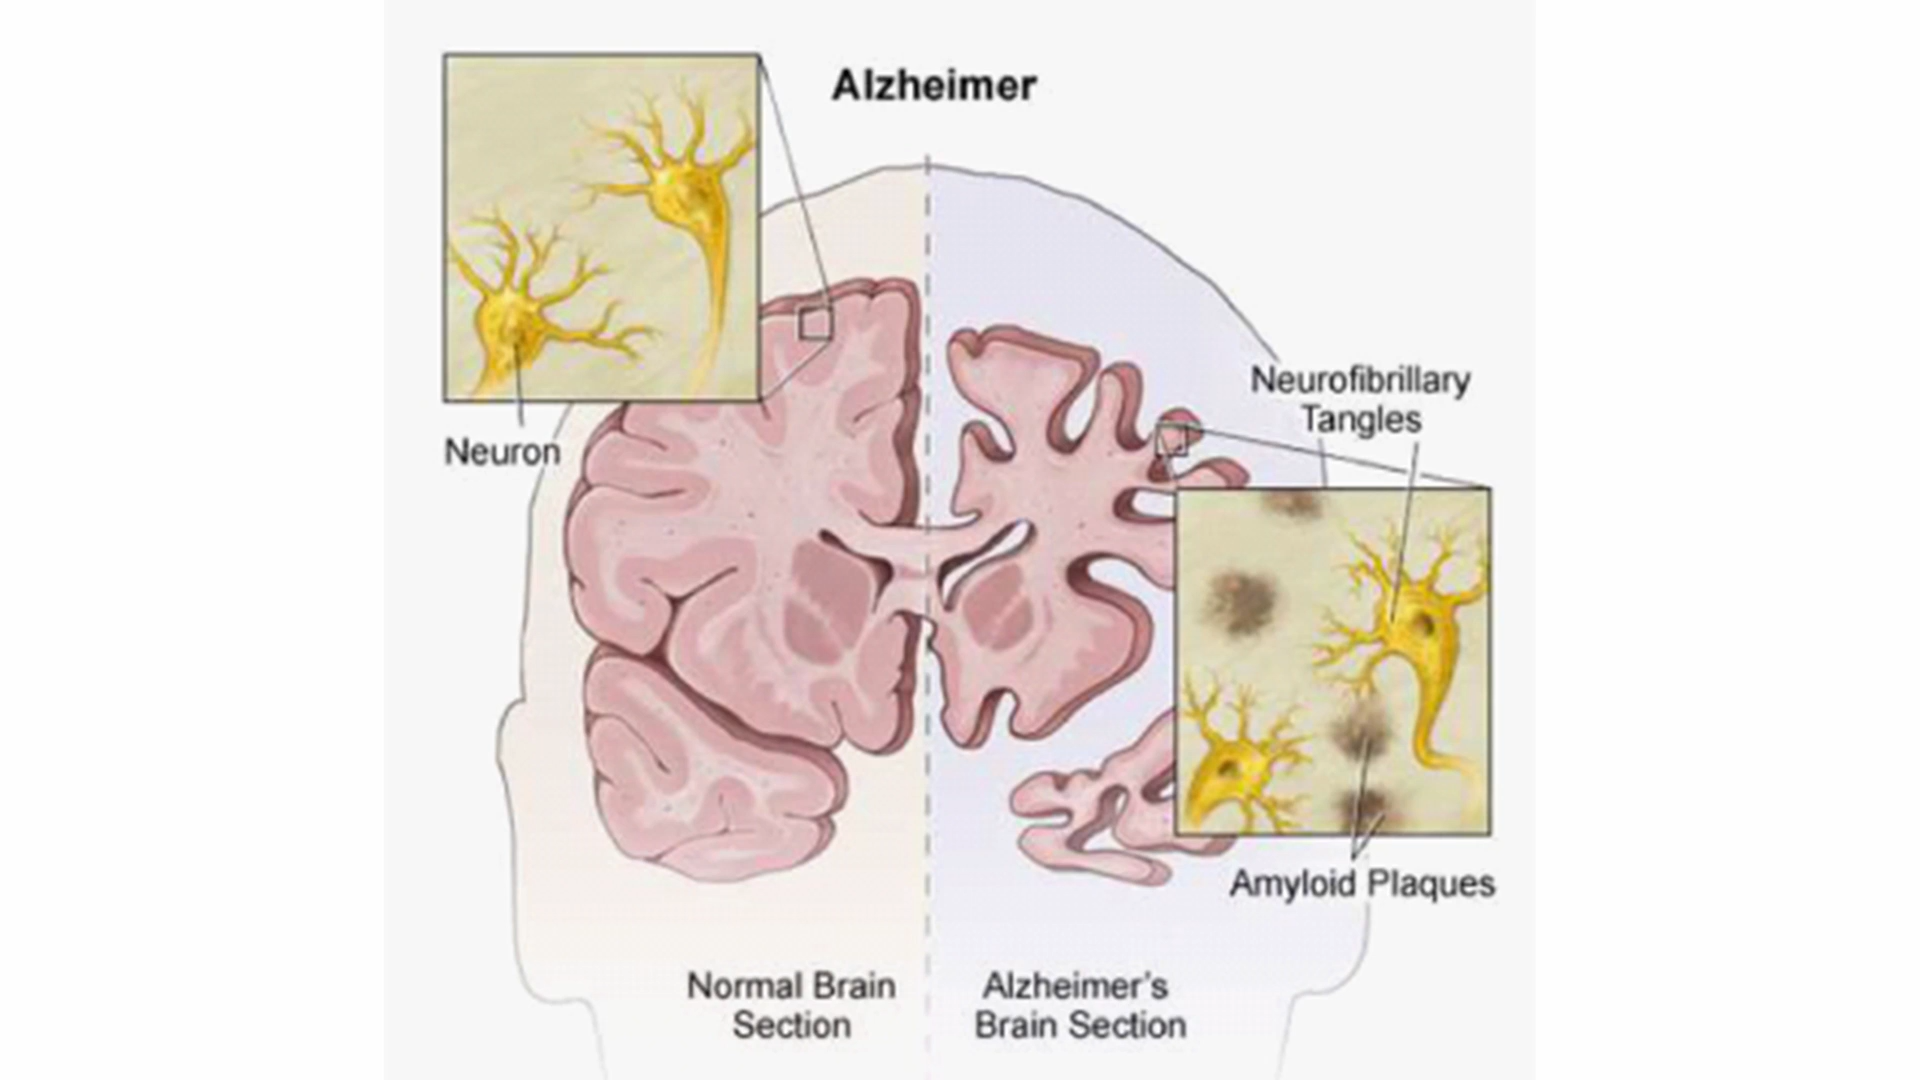 Alzheimer
Neuron
Neurofibrillary
Tangles
Amyloid Plaques
Normal Brain
Section
Alzheimer's
Brain Section